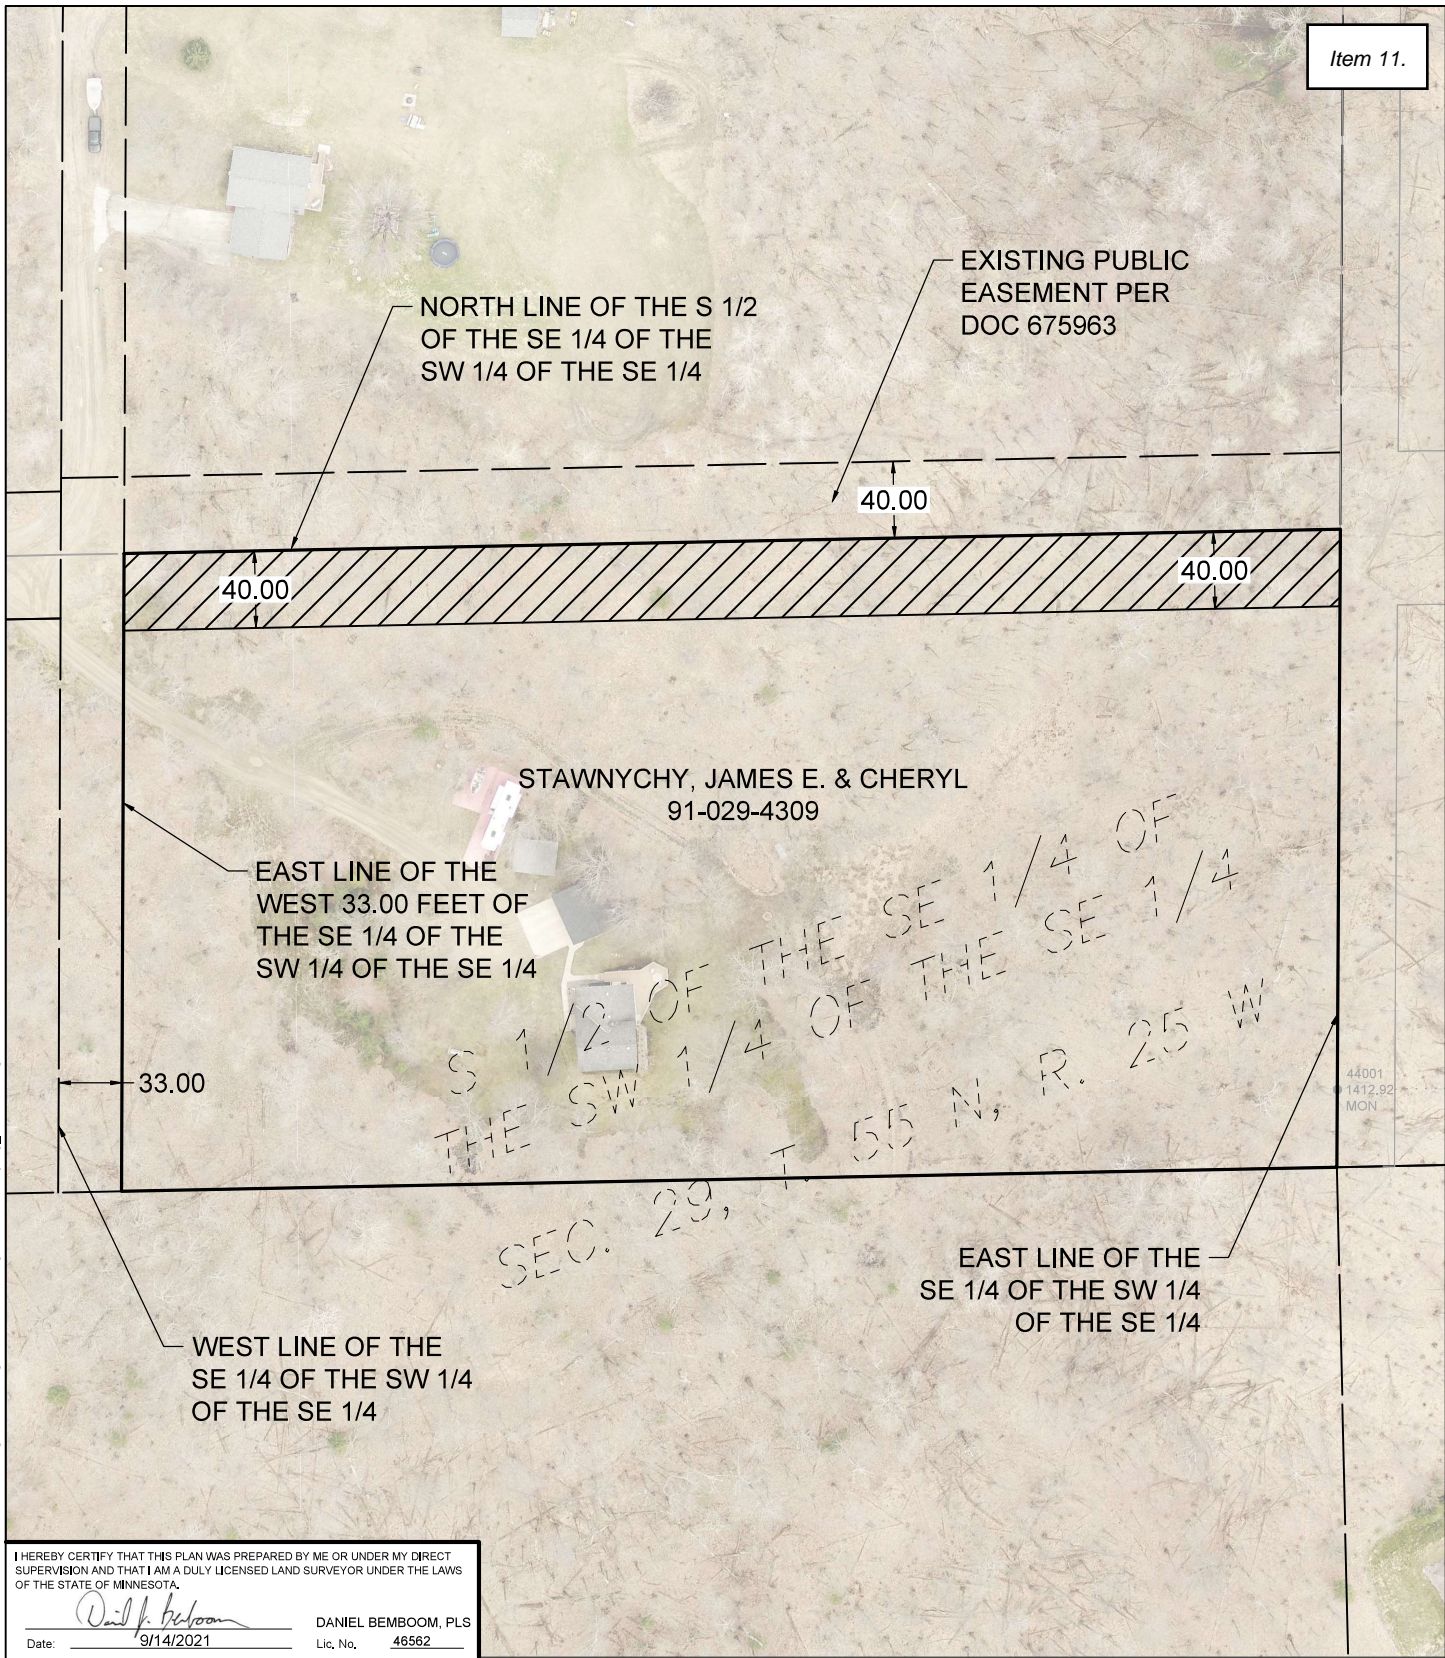 Item 11.
NORTH LINE OF THE S 1/2
OF THE SE 1/4 OF THE
SW 1/4 OF THE SE 1/4
EXISTING PUBLIC
EASEMENT PER
DOC 675963
40.00
40.00
40.00
STAWNYCHY, JAMES E. & CHERYL
91-029-4309
EAST LINE OF THE
WEST 33.00 FEET OF
THE SE 1/4 OF THE
SW 1/4 OF THE SE 1/4
S 1/2 OF THE SE 1/4 OF
THE SW 1/4 OF THE SE 1/4
SEC. 29, T. 55 N, R. 25 W
33.00
44001
1412.92
MON
EAST LINE OF THE
SE 1/4 OF THE SW 1/4
OF THE SE 1/4
WEST LINE OF THE
SE 1/4 OF THE SW 1/4
OF THE SE 1/4
I HEREBY CERTIFY THAT THIS PLAN WAS PREPARED BY ME OR UNDER MY DIRECT
SUPERVISION AND THAT I AM A DULY LICENSED LAND SURVEYOR UNDER THE LAWS
OF THE STATE OF MINNESOTA.
DANIEL BEMBOOM, PLS
Date: 9/14/2021 Lic. No. 46562